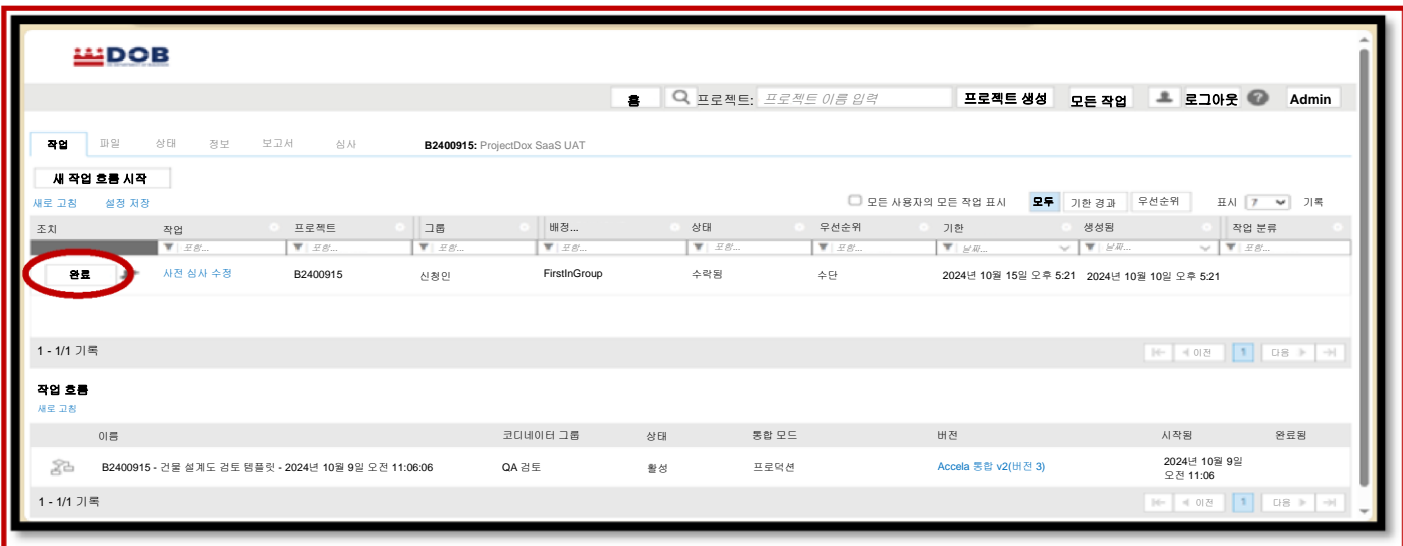 DOB
홈 프로젝트: 프로젝트 이름 입력 프로젝트 생성 모든 작업 로그아웃 ? Admin
작업 파일 상태 정보 보고서 심사 B2400915: ProjectDox SaaS UAT
새 작업 흐름 시작
새로 고침 설정 저장 모든 사용자의 모든 작업 표시 모두 기한 경과 우선순위 표시 7 기록
조치 작업 프로젝트 그룹 배정... 상태 우선순위 기한 생성됨 작업 분류
포함... 포함... 포함... 포함... 포함... 포함... 날짜... 날짜... 포함...
완료 사전 심사 수정 B2400915 신청인 FirstInGroup 수락됨 수단 2024년 10월 15일 오후 5:21 2024년 10월 10일 오후 5:21
1 - 1/1 기록 이전 1 다음
작업 흐름
새로 고침
이름 코디네이터 그룹 상태 통합 모드 버전 시작됨 완료됨
B2400915 - 건물 설계도 검토 템플릿 - 2024년 10월 9일 오전 11:06:06 QA 검토 활성 프로덕션 Accela 통합 v2(버전 3) 2024년 10월 9일
오전 11:06
1 - 1/1 기록 이전 1 다음